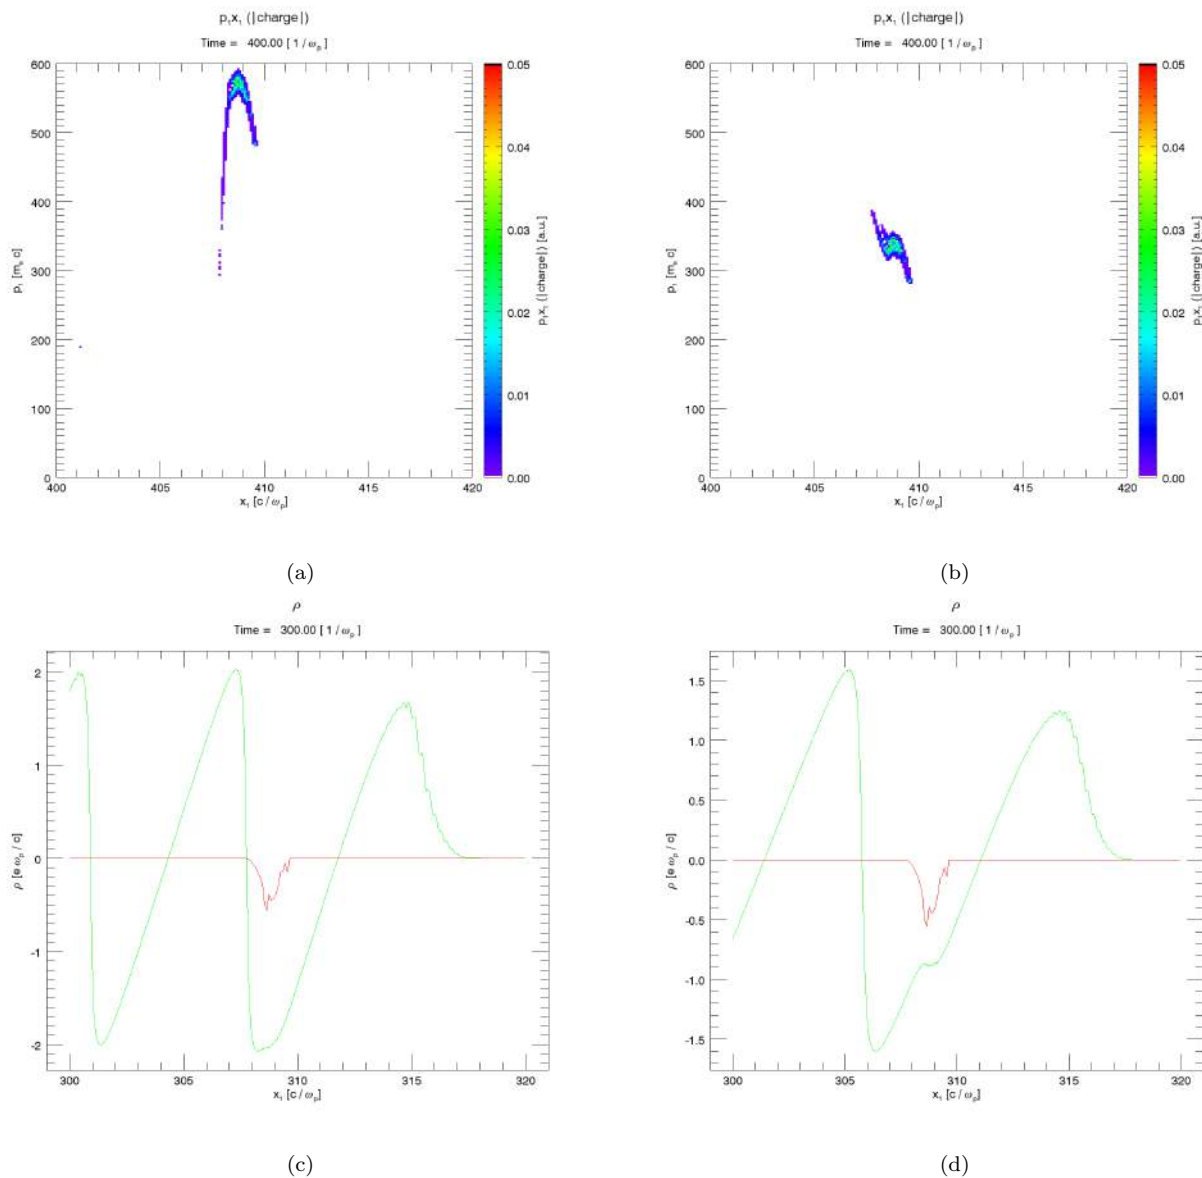 p₁x₁ (|charge|)
Time = 400.00 [ 1 / ωₚ ]
600
500
400
300
200
100
0
p₁ [mₑ c]
400
405
410
415
420
x₁ [c / ωₚ]
0.05
0.04
0.03
0.02
0.01
0.00
p₁x₁ (|charge|) [a.u.]
(a)
p₁x₁ (|charge|)
Time = 400.00 [ 1 / ωₚ ]
600
500
400
300
200
100
0
p₁ [mₑ c]
400
405
410
415
420
x₁ [c / ωₚ]
0.05
0.04
0.03
0.02
0.01
0.00
p₁x₁ (|charge|) [a.u.]
(b)
ρ
Time = 300.00 [ 1 / ωₚ ]
2
1
0
-1
-2
ρ [e ωₚ / c]
300
305
310
315
320
x₁ [c / ωₚ]
(c)
ρ
Time = 300.00 [ 1 / ωₚ ]
1.5
1.0
0.5
0.0
-0.5
-1.0
-1.5
ρ [e ωₚ / c]
300
305
310
315
320
x₁ [c / ωₚ]
(d)